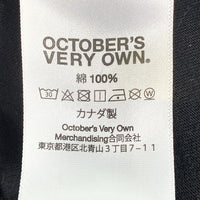 OCTOBER'S
VERY OWN®
綿 100%
カナダ製
October's Very Own
Merchandising合同会社
東京都港区北青山3丁目7-11